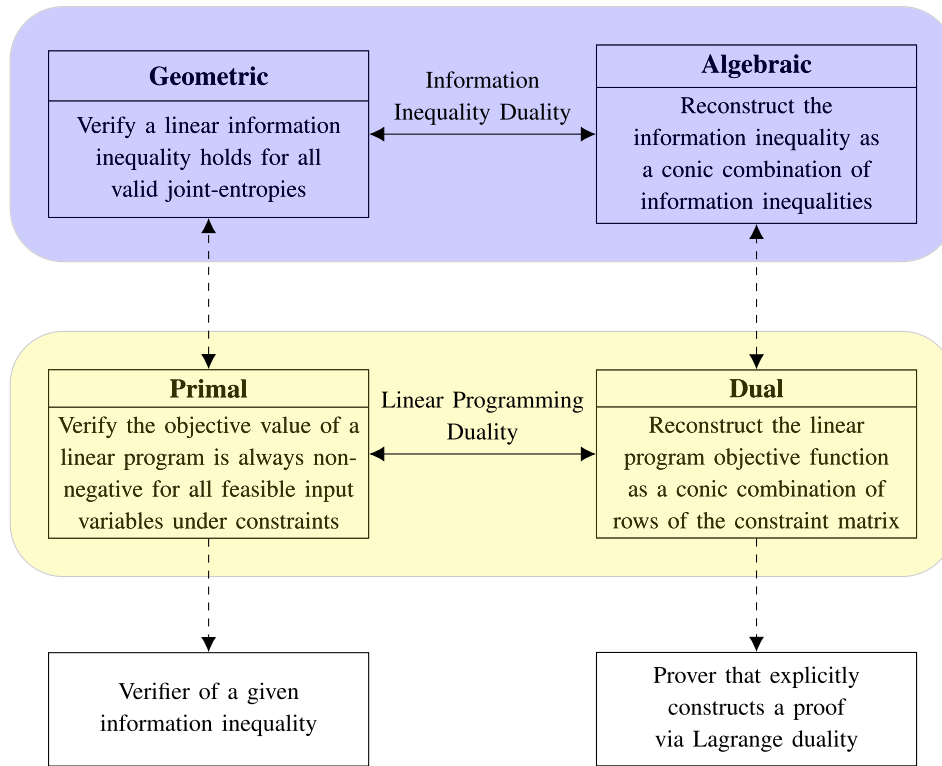 Geometric
Verify a linear information
inequality holds for all
valid joint-entropies
Information
Inequality Duality
Algebraic
Reconstruct the
information inequality as
a conic combination of
information inequalities
Primal
Verify the objective value of a
linear program is always non-
negative for all feasible input
variables under constraints
Linear Programming
Duality
Dual
Reconstruct the linear
program objective function
as a conic combination of
rows of the constraint matrix
Verifier of a given
information inequality
Prover that explicitly
constructs a proof
via Lagrange duality